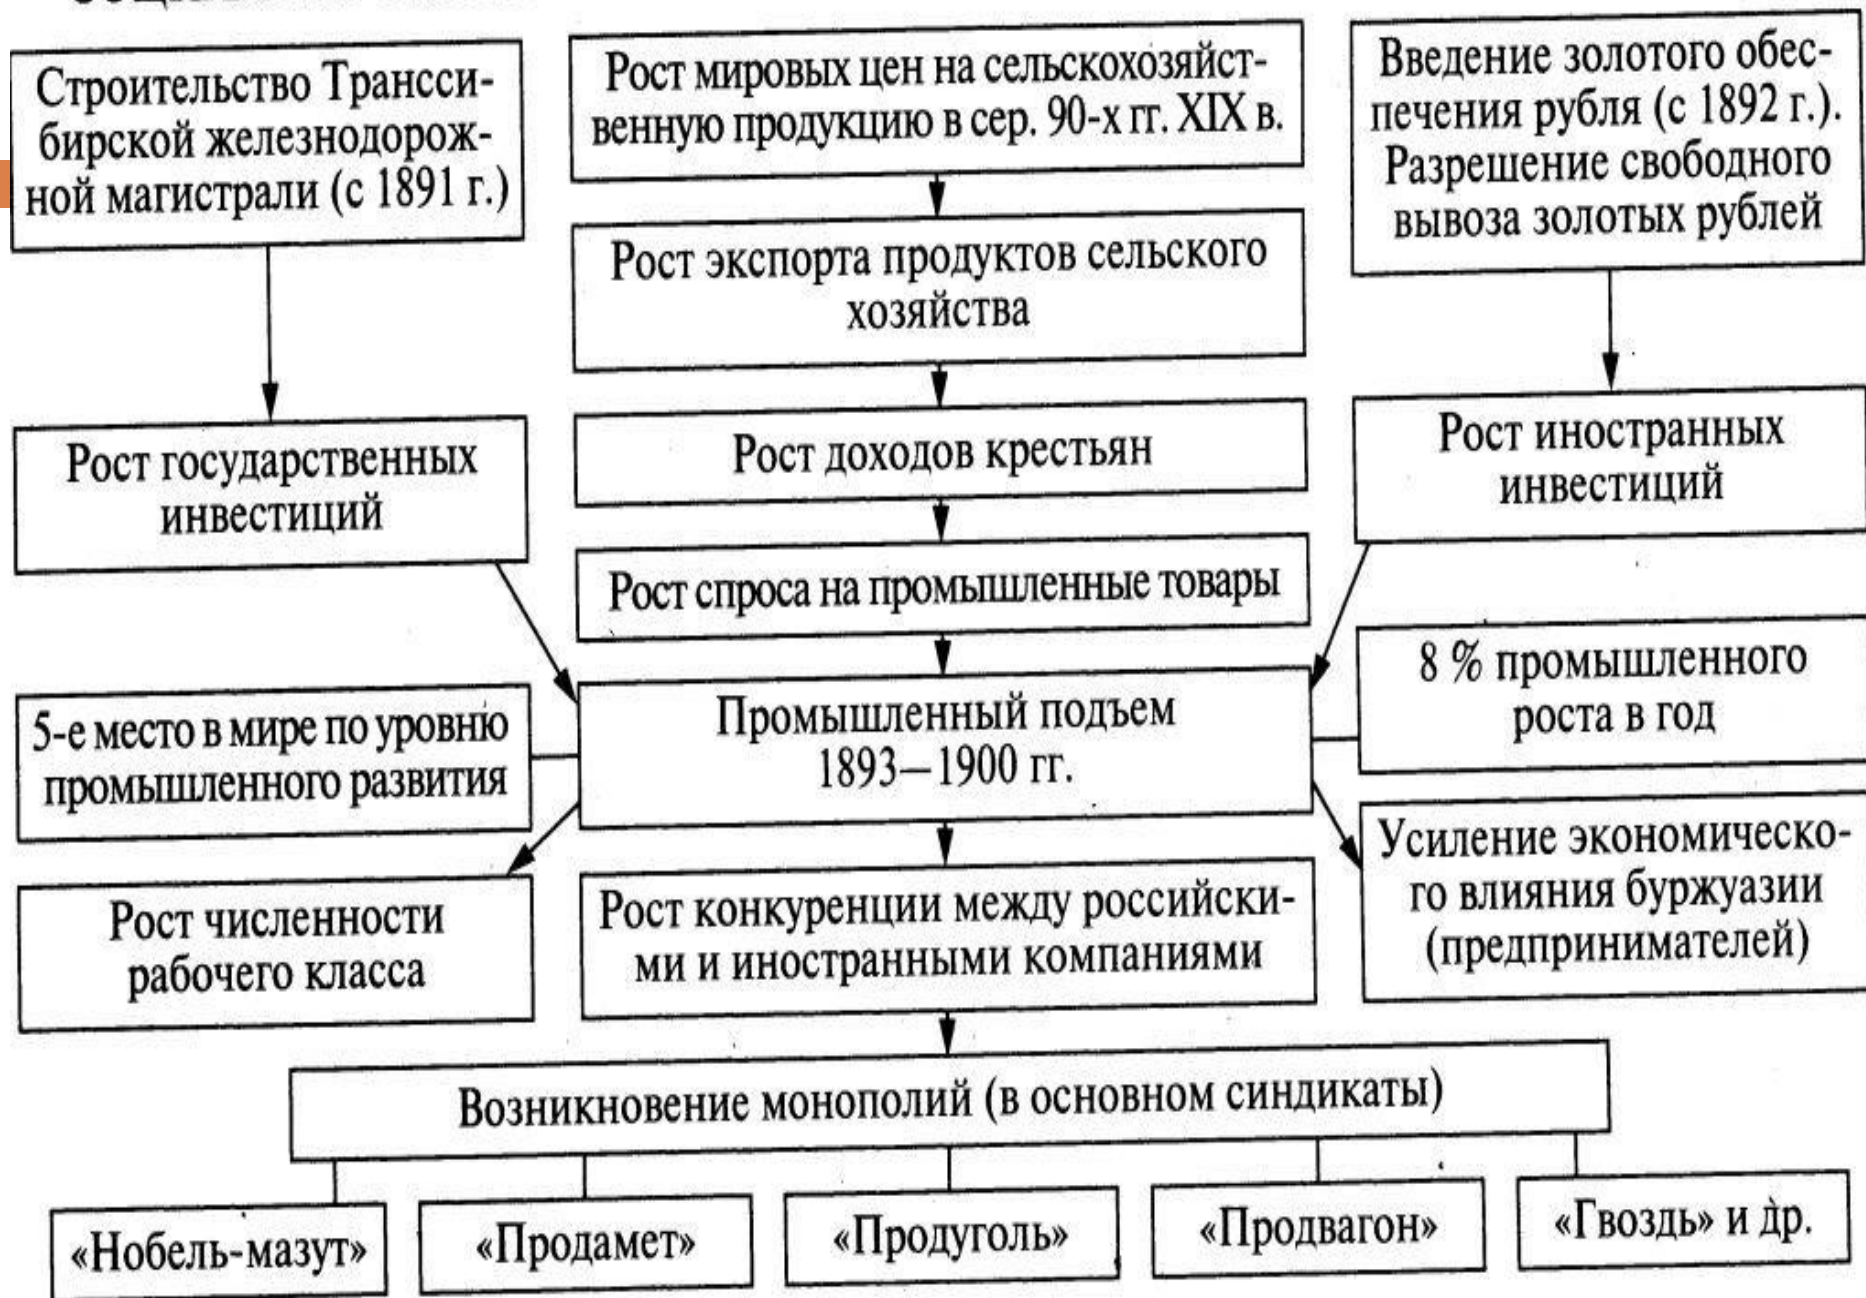 Строительство Трансси-
бирской железнодорож-
ной магистрали (с 1891 г.)
Рост мировых цен на сельскохозяйст-
венную продукцию в сер. 90-х гг. XIX в.
Введение золотого обес-
печения рубля (с 1892 г.).
Разрешение свободного
вывоза золотых рублей
Рост экспорта продуктов сельского
хозяйства
Рост государственных
инвестиций
Рост доходов крестьян
Рост иностранных
инвестиций
Рост спроса на промышленные товары
5-е место в мире по уровню
промышленного развития
Промышленный подъем
1893—1900 гг.
8 % промышленного
роста в год
Рост численности
рабочего класса
Рост конкуренции между российски-
ми и иностранными компаниями
Усиление экономическо-
го влияния буржуазии
(предпринимателей)
Возникновение монополий (в основном синдикаты)
«Нобель-мазут»
«Продамет»
«Продуголь»
«Продвагон»
«Гвоздь» и др.